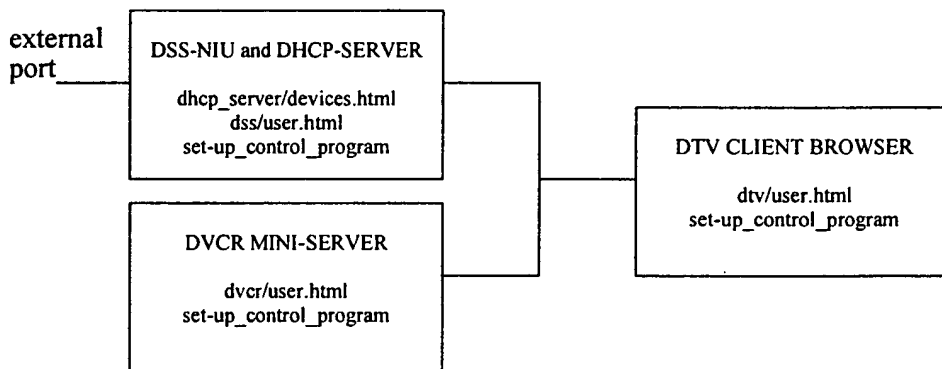 external
port
DSS-NIU and DHCP-SERVER
dhcp_server/devices.html
dss/user.html
set-up_control_program
DVCR MINI-SERVER
dvcr/user.html
set-up_control_program
DTV CLIENT BROWSER
dtv/user.html
set-up_control_program